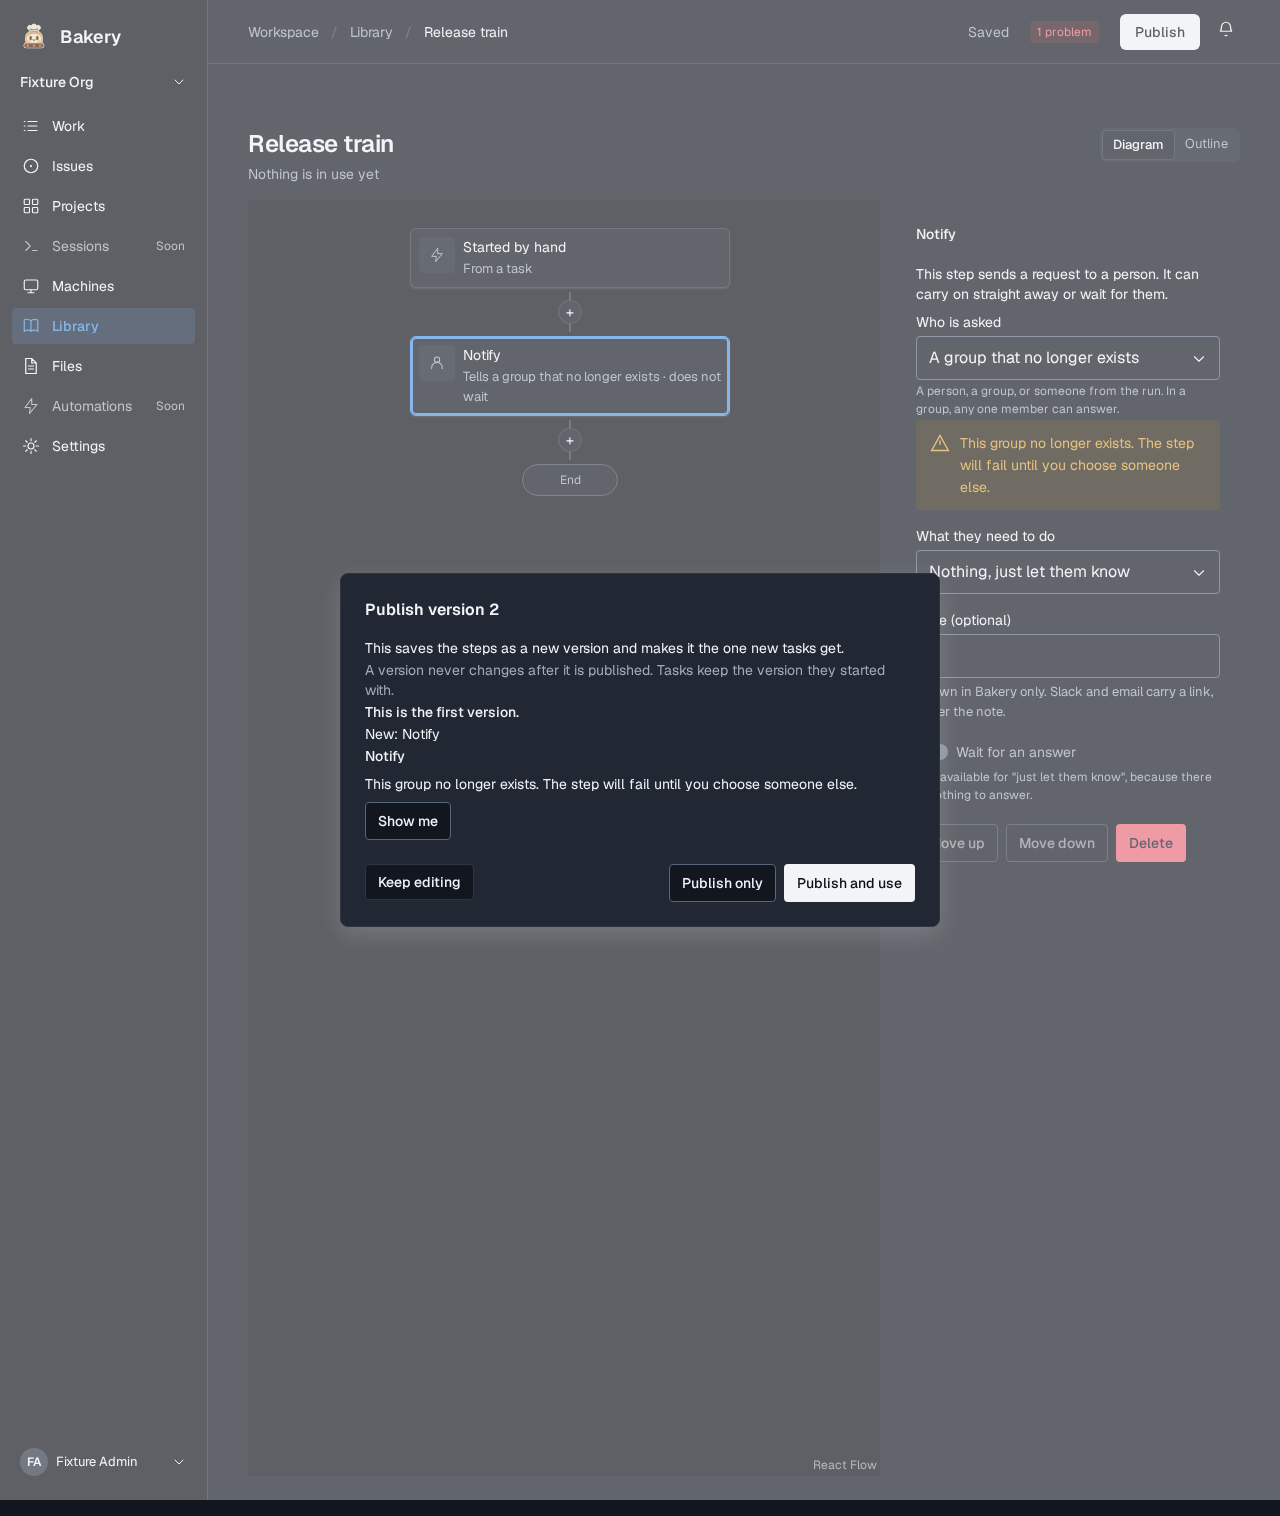 Bakery
Fixture Org
Work
Issues
Projects
Sessions Soon
Machines
Library
Files
Automations Soon
Settings
FA Fixture Admin
Workspace / Library / Release train
Saved
1 problem
Publish
Release train
Nothing is in use yet
Diagram
Outline
Started by hand
From a task
+
Notify
Tells a group that no longer exists · does not
wait
+
End
React Flow
Notify
This step sends a request to a person. It can
carry on straight away or wait for them.
Who is asked
A group that no longer exists
A person, a group, or someone from the run. In a
group, any one member can answer.
This group no longer exists. The step
will fail until you choose someone
else.
What they need to do
Nothing, just let them know
(optional)
in Bakery only. Slack and email carry a link,
the note.
Wait for an answer
available for "just let them know", because there
to answer.
up
Move down
Delete
Publish version 2
This saves the steps as a new version and makes it the one new tasks get.
A version never changes after it is published. Tasks keep the version they started
with.
This is the first version.
New: Notify
Notify
This group no longer exists. The step will fail until you choose someone else.
Show me
Keep editing
Publish only
Publish and use